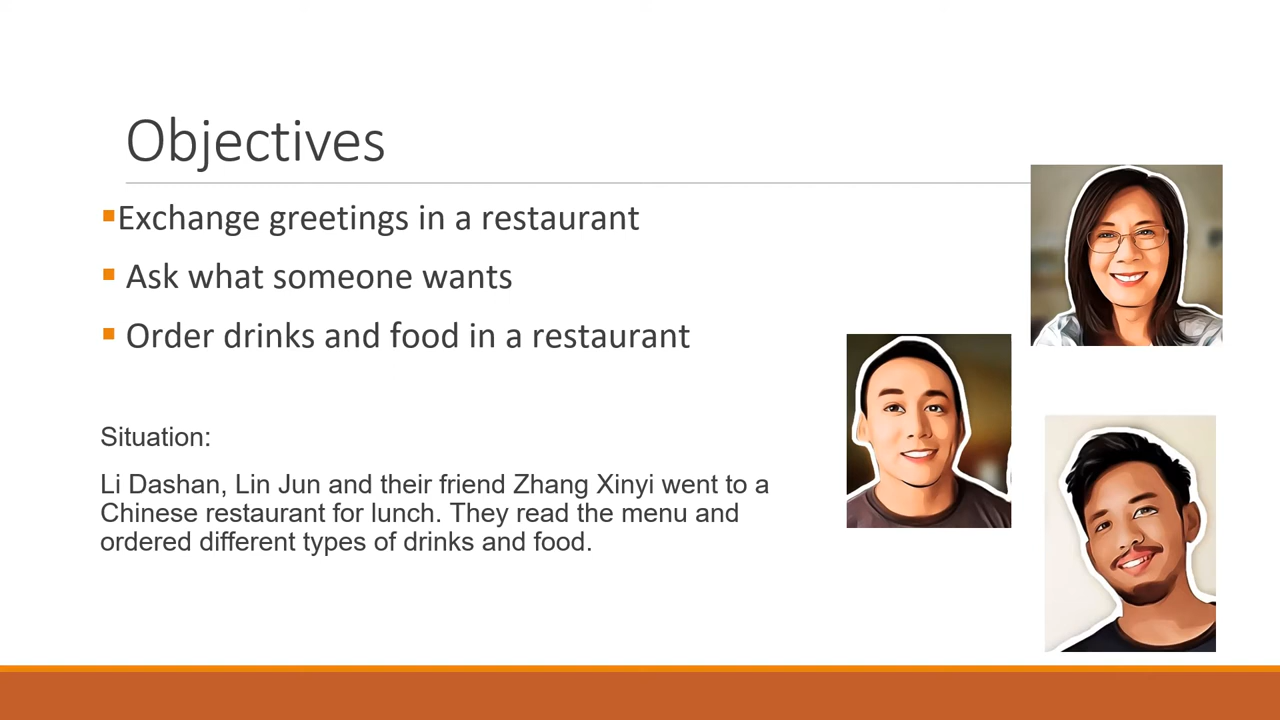 Objectives
▪Exchange greetings in a restaurant
▪ Ask what someone wants
▪ Order drinks and food in a restaurant
Situation:
Li Dashan, Lin Jun and their friend Zhang Xinyi went to a
Chinese restaurant for lunch. They read the menu and
ordered different types of drinks and food.